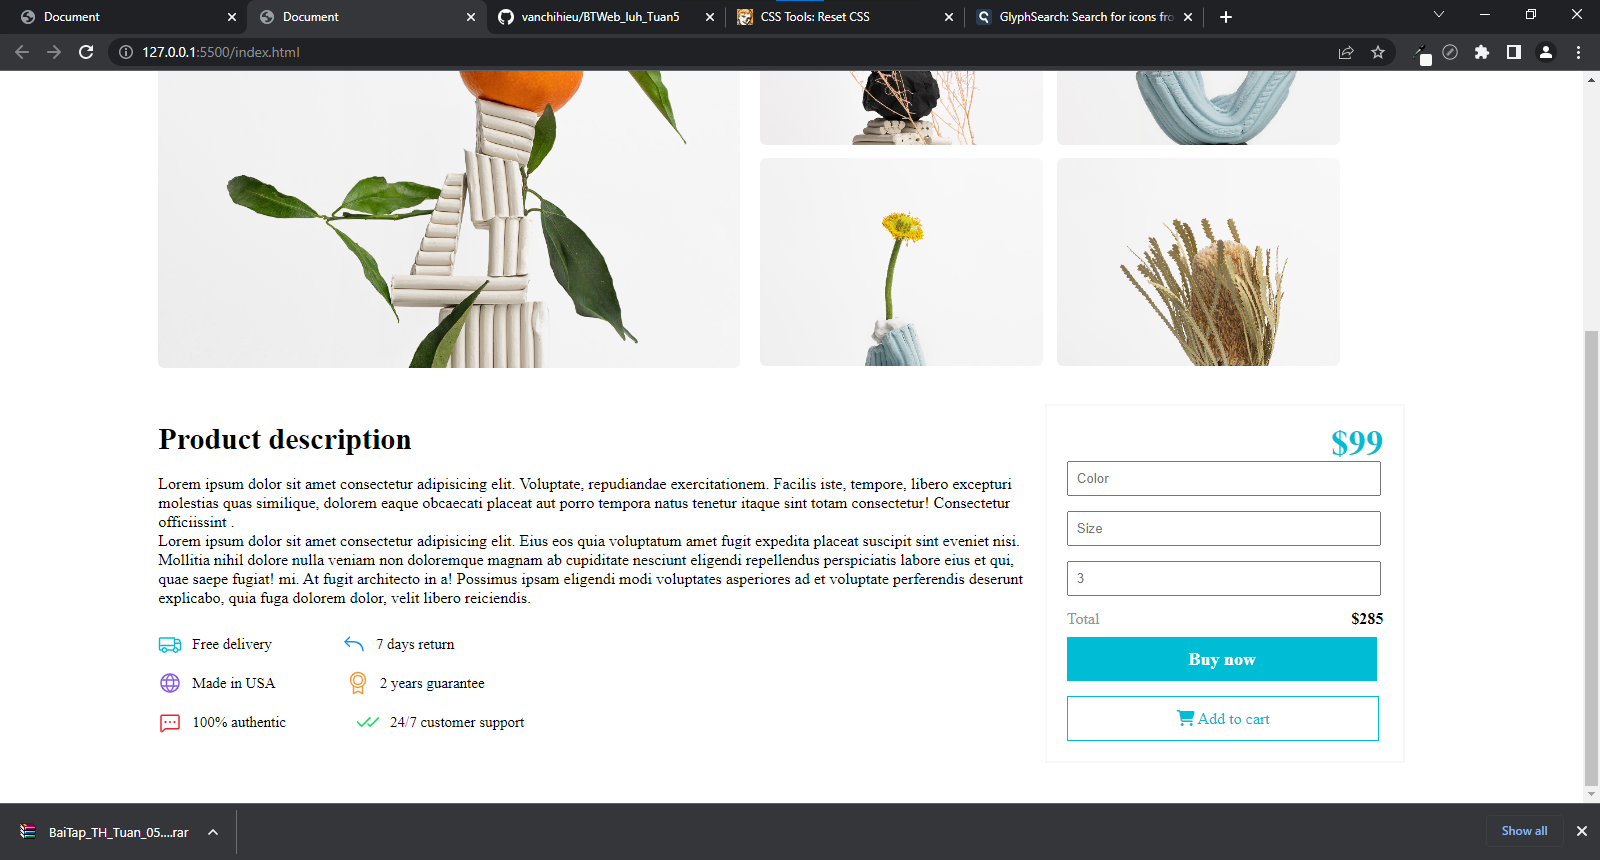 Document
Document
vanchihieu/BTWeb_Iuh_Tuan5
CSS Tools: Reset CSS
GlyphSearch: Search for icons fro
127.0.0.1:5500/index.html
Product description
Lorem ipsum dolor sit amet consectetur adipisicing elit. Voluptate, repudiandae exercitationem. Facilis iste, tempore, libero excepturi
molestias quas similique, dolorem eaque obcaecati placeat aut porro tempora natus tenetur itaque sint totam consectetur! Consectetur
officiissint .
Lorem ipsum dolor sit amet consectetur adipisicing elit. Eius eos quia voluptatum amet fugit expedita placeat suscipit sint eveniet nisi.
Mollitia nihil dolore nulla veniam non doloremque magnam ab cupiditate nesciunt eligendi repellendus perspiciatis labore eius et qui,
quae saepe fugiat! mi. At fugit architecto in a! Possimus ipsam eligendi modi voluptates asperiores ad et voluptate perferendis deserunt
explicabo, quia fuga dolorem dolor, velit libero reiciendis.
Free delivery
7 days return
Made in USA
2 years guarantee
100% authentic
24/7 customer support
$99
Color
Size
3
Total $285
Buy now
Add to cart
BaiTap_TH_Tuan_05....rar
Show all